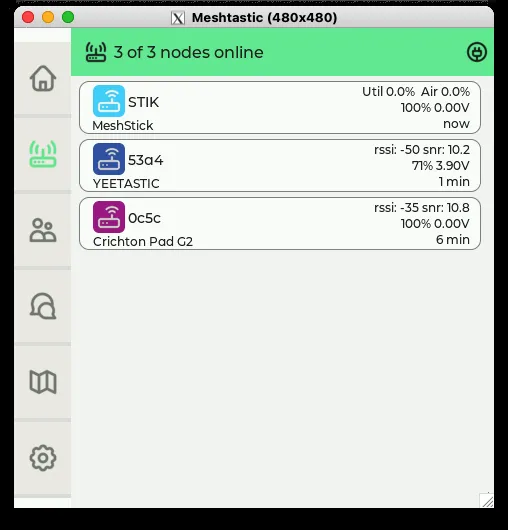 Meshtastic (480x480)
3 of 3 nodes online
STIK
MeshStick
Util 0.0% Air 0.0%
100% 0.00V
now
53a4
YEETASTIC
rssi: -50 snr: 10.2
71% 3.90V
1 min
0c5c
Crichton Pad G2
rssi: -35 snr: 10.8
100% 0.00V
6 min